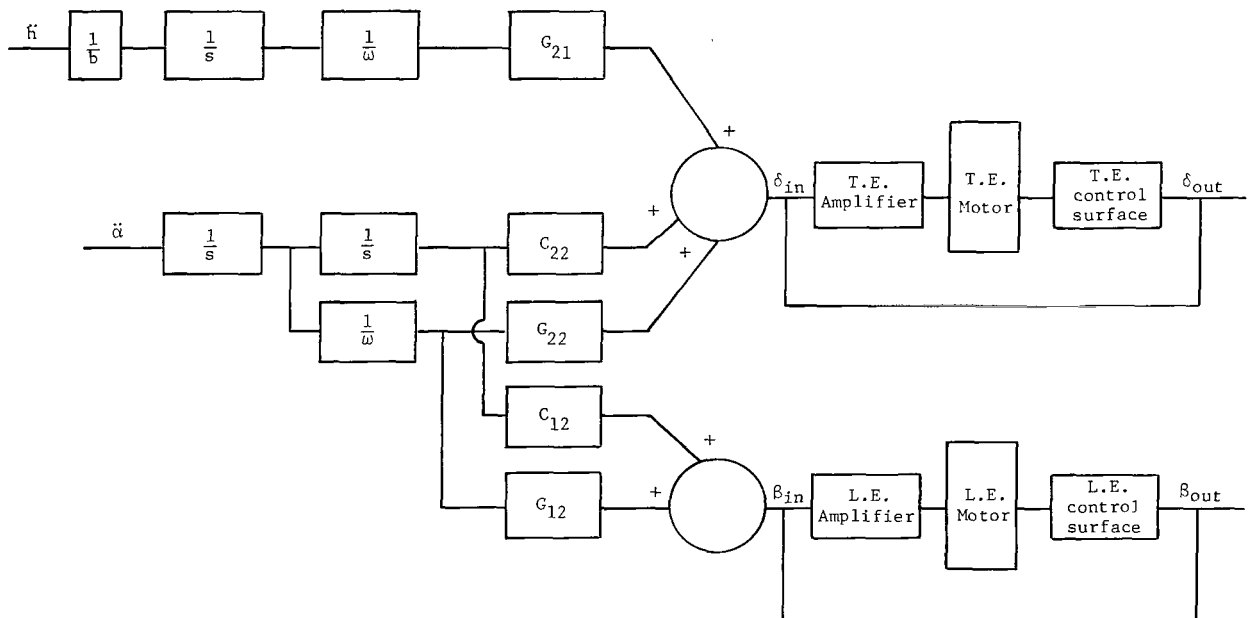 ḧ
1/b
1/s
1/ω
G21
+
α̈
1/s
1/s
C22
+
1/ω
G22
+
δin
T.E. Amplifier
T.E. Motor
T.E. control surface
δout
C12
+
G12
+
βin
L.E. Amplifier
L.E. Motor
L.E. control surface
βout